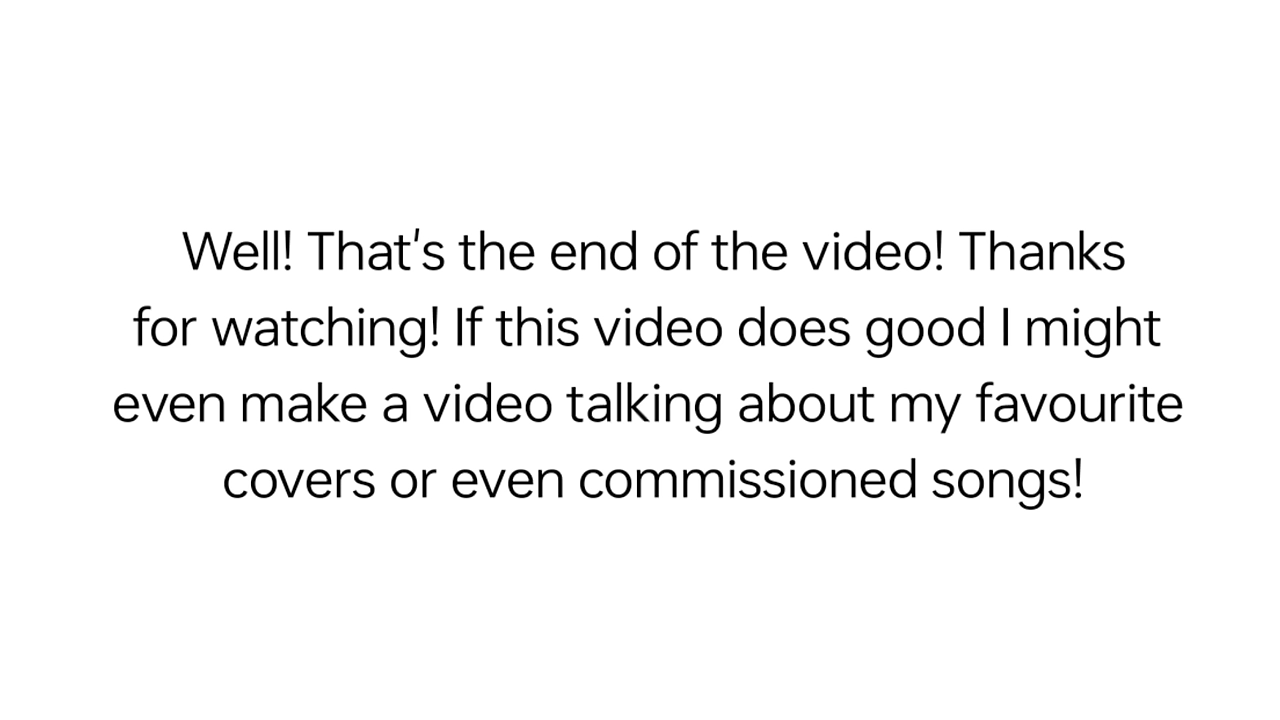 Well! That's the end of the video! Thanks
for watching! If this video does good I might
even make a video talking about my favourite
covers or even commissioned songs!